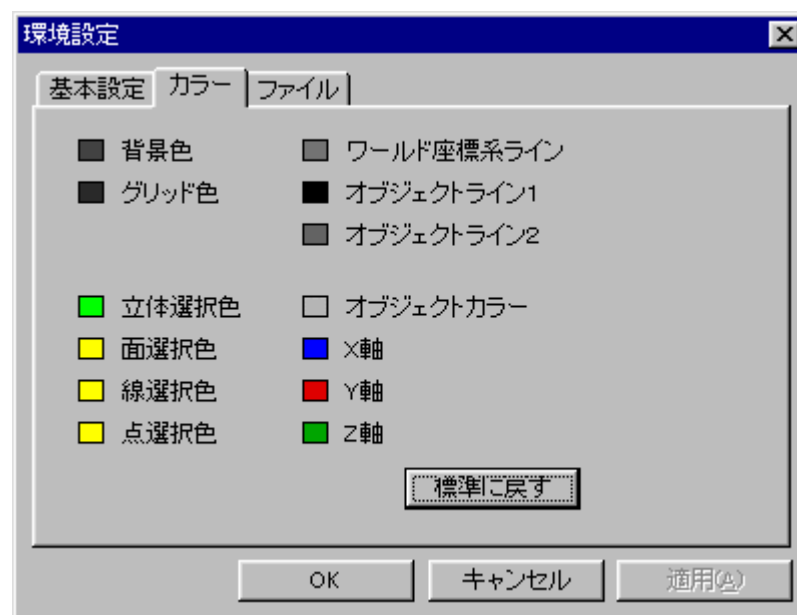 環境設定
基本設定 カラー ファイル
背景色 ワールド座標系ライン
グリッド色 オブジェクトライン1
オブジェクトライン2
立体選択色 オブジェクトカラー
面選択色 X軸
線選択色 Y軸
点選択色 Z軸
標準に戻す
OK キャンセル 適用(A)